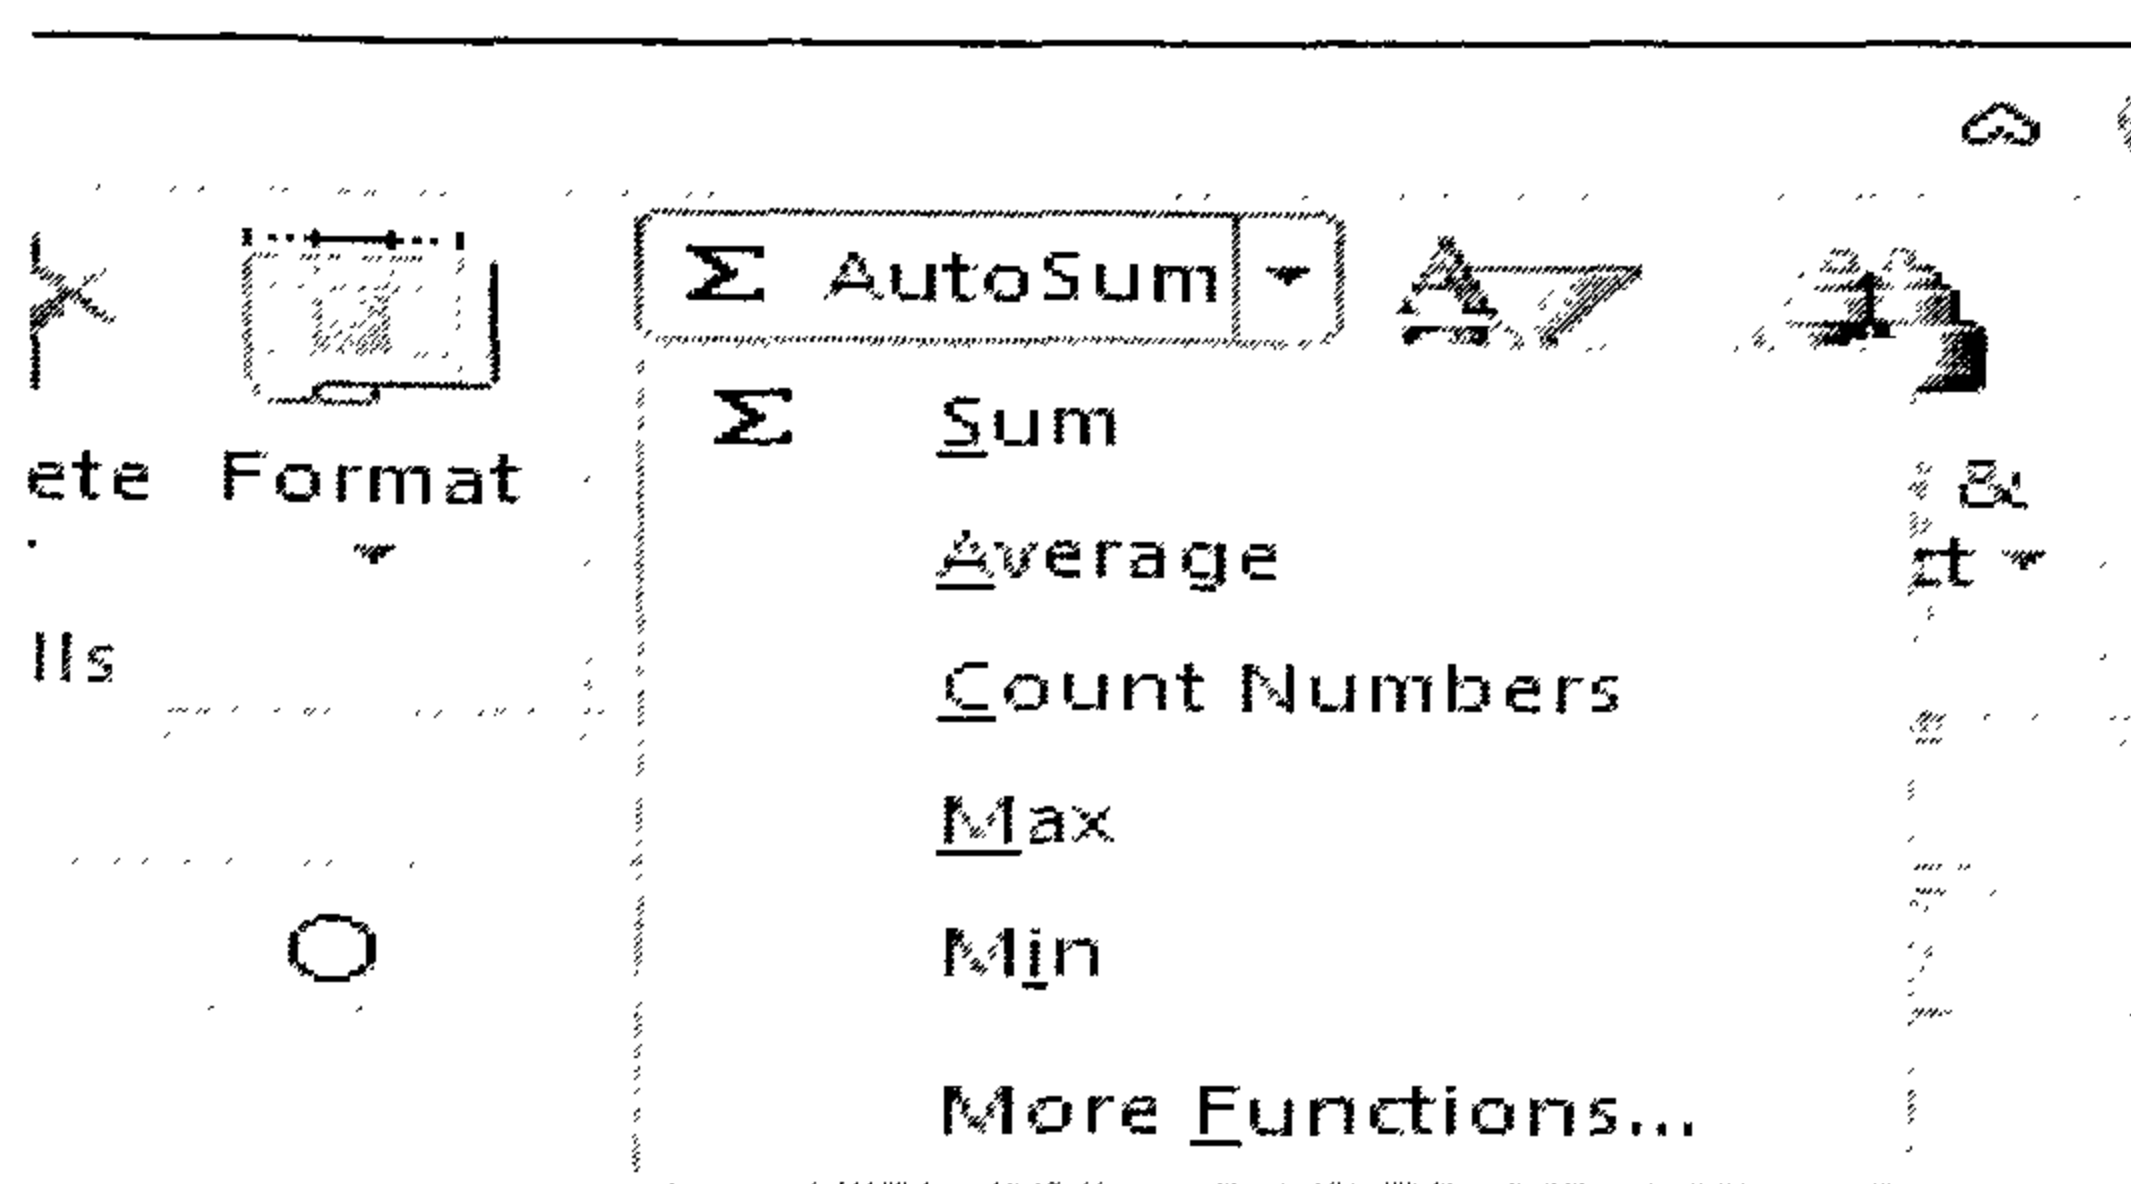 Σ AutoSum
Σ Sum
ete Format
&
Average
Count Numbers
lls
Max
Min
More Functions...